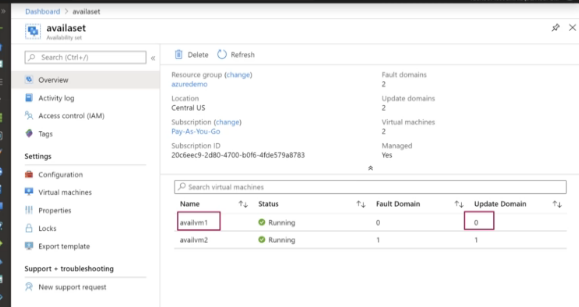 Dashboard > availaset
availaset
Availability set
Search (Ctrl+/)
Overview
Activity log
Access control (IAM)
Tags
Settings
Configuration
Virtual machines
Properties
Locks
Export template
Support + troubleshooting
New support request
Delete Refresh
Resource group (change)
azuredemo
Location
Central US
Subscription (change)
Pay-As-You-Go
Subscription ID
20c6eec9-2d80-4700-b0f6-4fde579a8783
Fault domains
2
Update domains
2
Virtual machines
2
Managed
Yes
Search virtual machines
Name Status Fault Domain Update Domain
availvm1 Running 0 0
availvm2 Running 1 1